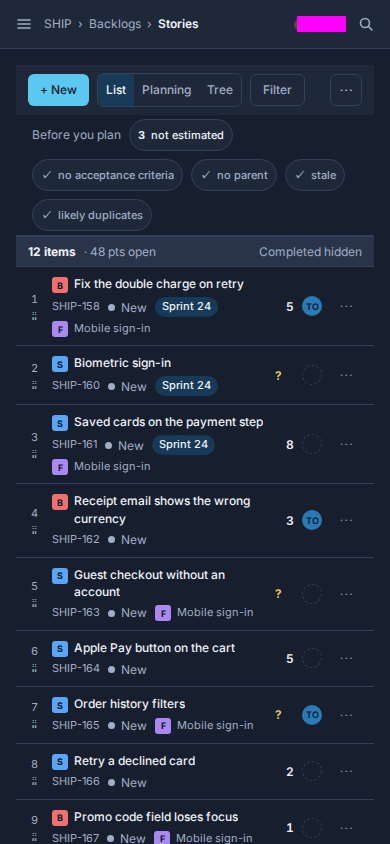 SHIP › Backlogs › Stories
+ New List Planning Tree Filter ...
Before you plan 3 not estimated
✓ no acceptance criteria ✓ no parent ✓ stale
✓ likely duplicates
12 items · 48 pts open Completed hidden
1 B Fix the double charge on retry 5 TO ...
SHIP-158 New Sprint 24
F Mobile sign-in
2 S Biometric sign-in ? ...
SHIP-160 New Sprint 24
3 S Saved cards on the payment step 8 ...
SHIP-161 New Sprint 24
F Mobile sign-in
4 B Receipt email shows the wrong 3 TO ...
currency
SHIP-162 New
5 S Guest checkout without an ? ...
account
SHIP-163 New F Mobile sign-in
6 S Apple Pay button on the cart 5 ...
SHIP-164 New
7 S Order history filters ? TO ...
SHIP-165 New F Mobile sign-in
8 S Retry a declined card 2 ...
SHIP-166 New
9 B Promo code field loses focus 1 ...
SHIP-167 New F Mobile sign-in